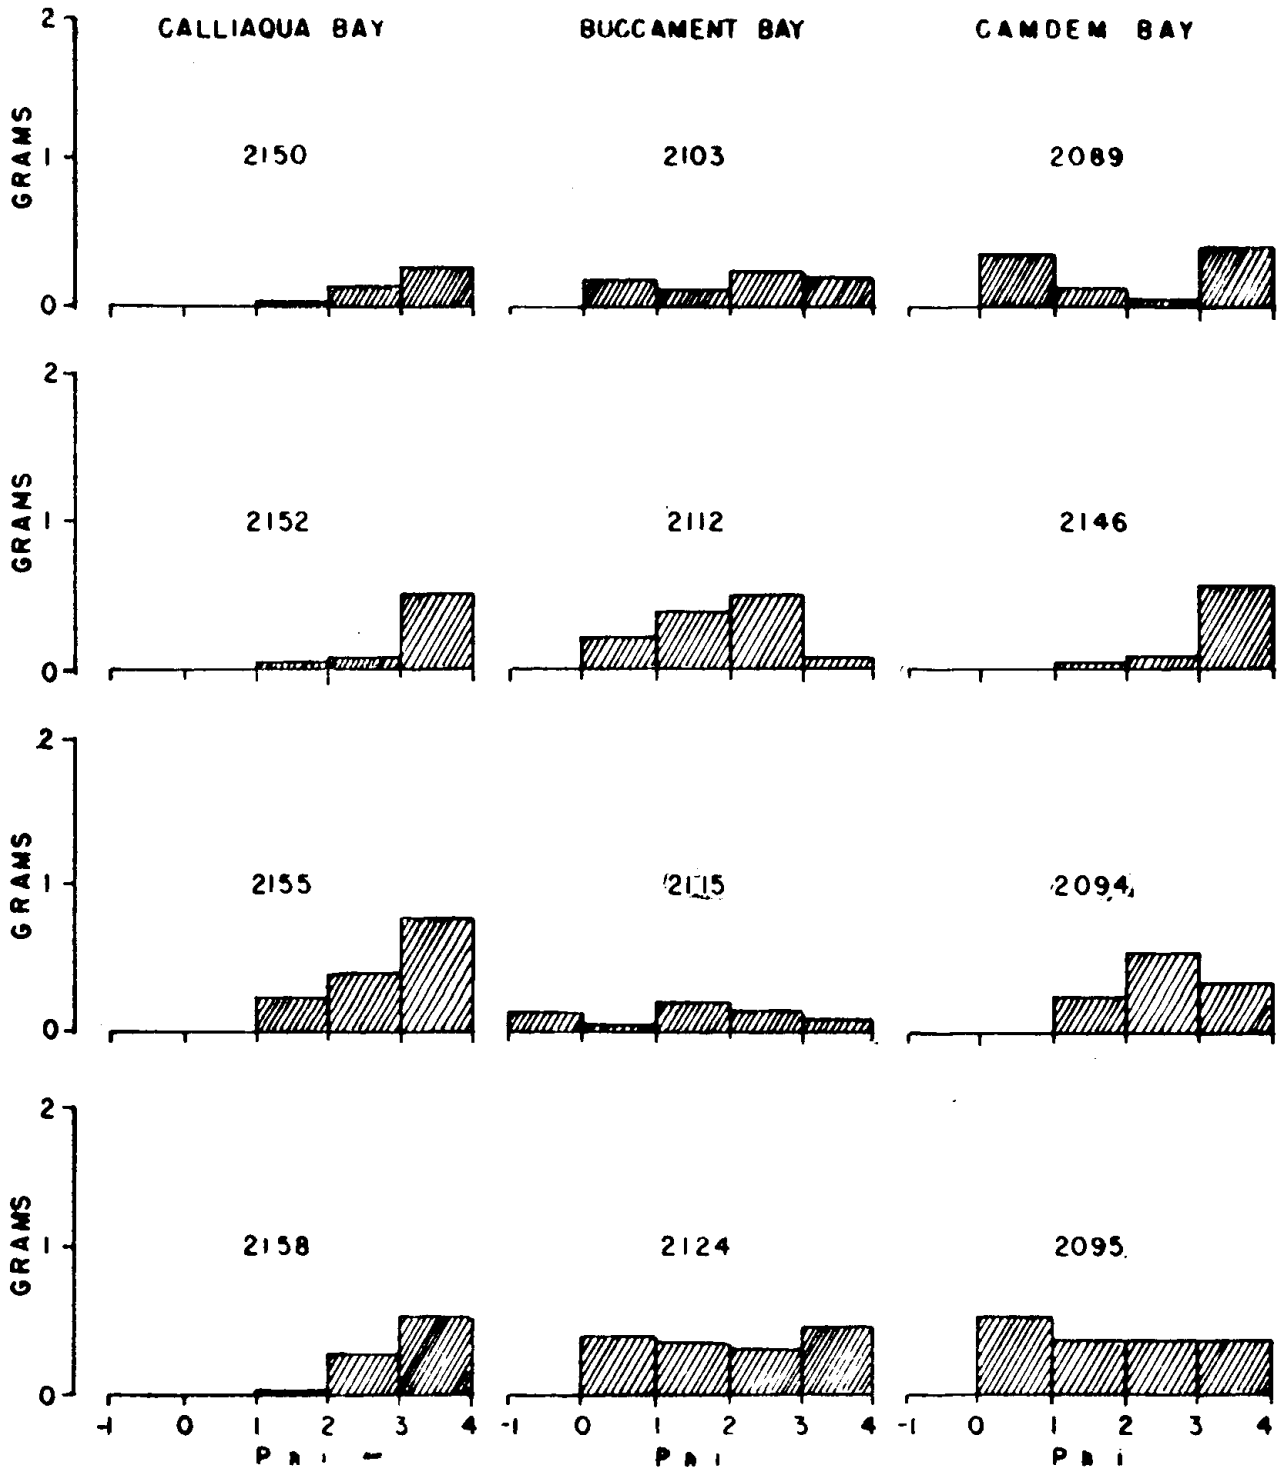 CALLIAQUA BAY BUCCAMENT BAY CAMDEM BAY
2
GRAMS
1
2150 2103 2089
0
2
GRAMS
1
2152 2112 2146
0
2
GRAMS
1
2155 2115 2094
0
2
GRAMS
1
2158 2124 2095
0
-1 0 1 2 3 4 -1 0 1 2 3 4 -1 0 1 2 3 4
Phi Phi Phi